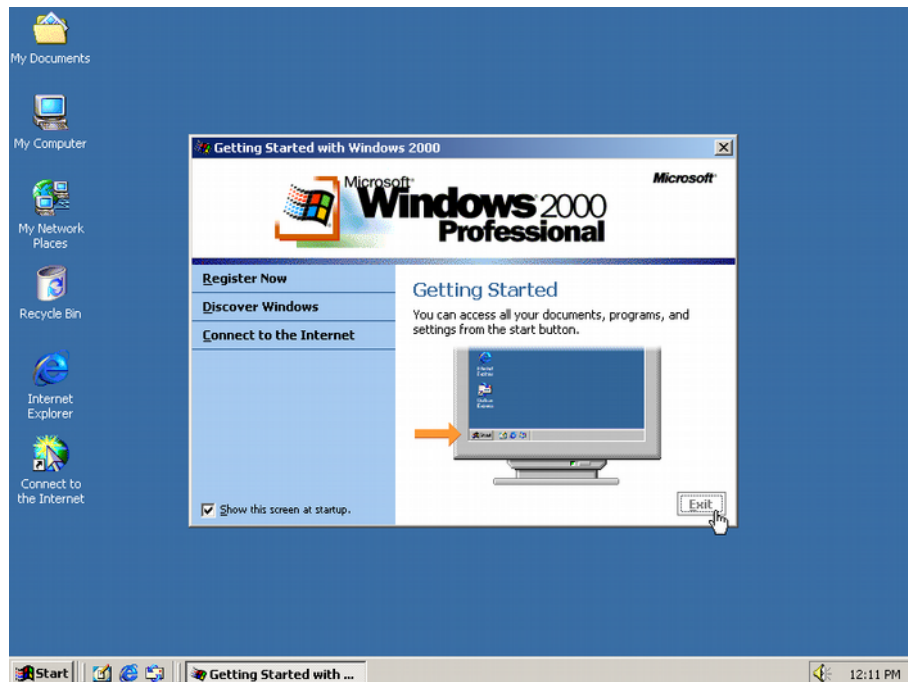 My Documents
My Computer
My Network
Places
Recycle Bin
Internet
Explorer
Connect to
the Internet
Getting Started with Windows 2000
Microsoft
Microsoft
Windows 2000
Professional
Register Now
Discover Windows
Connect to the Internet
Show this screen at startup.
Getting Started
You can access all your documents, programs, and
settings from the start button.
Start
Exit
Start
Getting Started with ...
12:11 PM